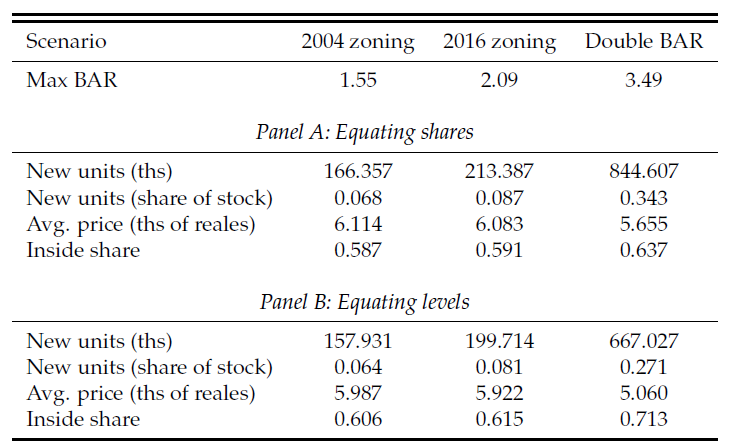 Scenario 2004 zoning 2016 zoning Double BAR
Max BAR 1.55 2.09 3.49
Panel A: Equating shares
New units (ths) 166.357 213.387 844.607
New units (share of stock) 0.068 0.087 0.343
Avg. price (ths of reales) 6.114 6.083 5.655
Inside share 0.587 0.591 0.637
Panel B: Equating levels
New units (ths) 157.931 199.714 667.027
New units (share of stock) 0.064 0.081 0.271
Avg. price (ths of reales) 5.987 5.922 5.060
Inside share 0.606 0.615 0.713